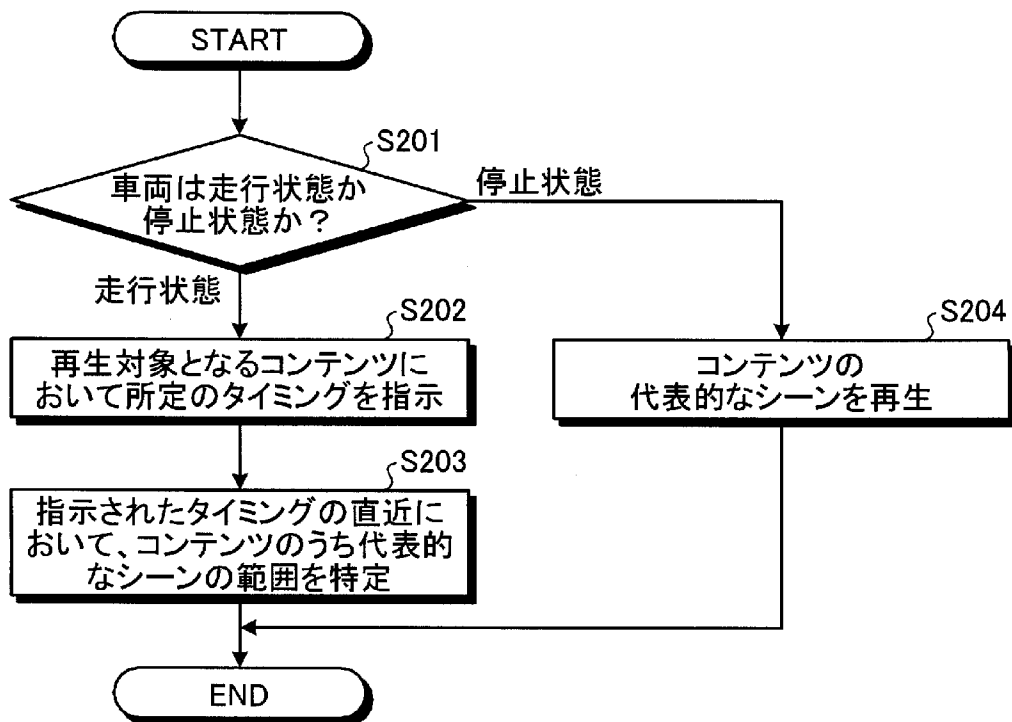 START
S201
車両は走行状態か
停止状態か？
停止状態
走行状態
S202
再生対象となるコンテンツに
おいて所定のタイミングを指示
S204
コンテンツの
代表的なシーンを再生
S203
指示されたタイミングの直近に
おいて、コンテンツのうち代表的
なシーンの範囲を特定
END